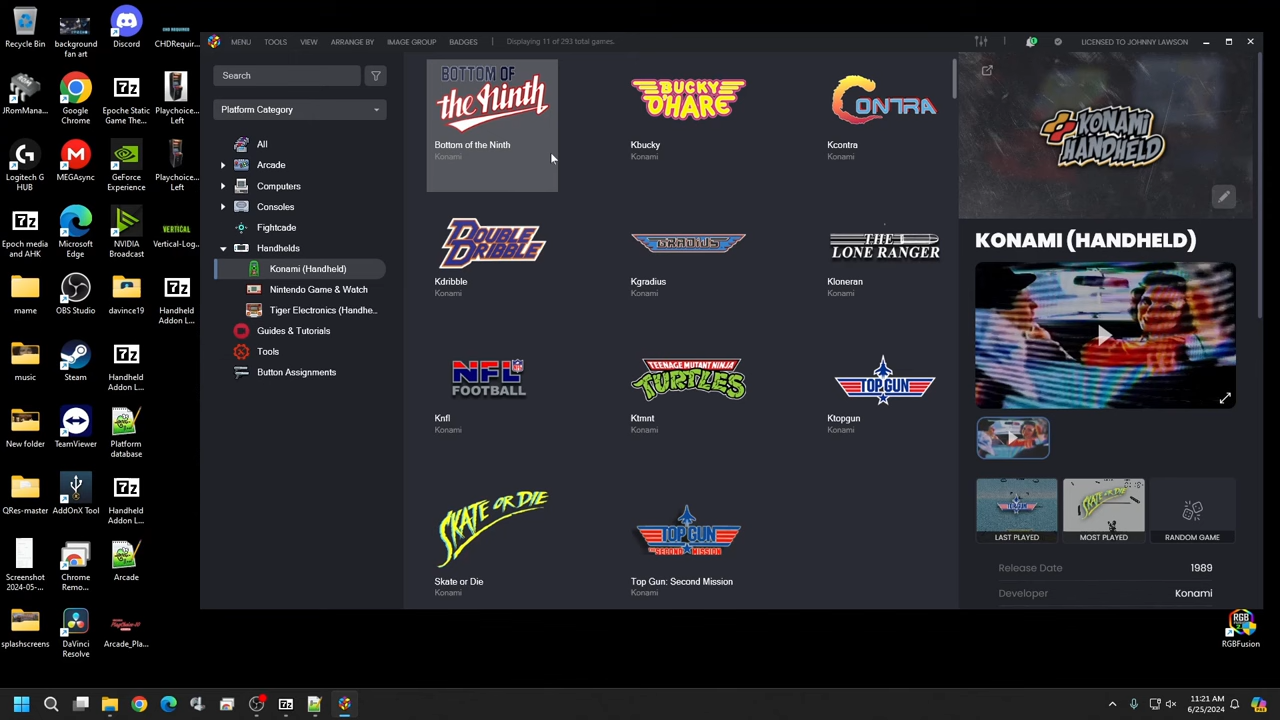 Recycle Bin
background fan art
Discord
CHDRequir...
JRomMana...
Google Chrome
Epoche Static Game The...
Playchoice... Left
Logitech G HUB
MEGAsync
GeForce Experience
Playchoice... Left
Epoch media and AHK
Microsoft Edge
NVIDIA Broadcast
VERTICAL
Vertical-Log...
mame
OBS Studio
davince19
Handheld Addon L...
music
Steam
Handheld Addon L...
New folder
TeamViewer
Platform database
QRes-master
AddOnX Tool
Handheld Addon L...
Screenshot 2024-05-...
Chrome Remo...
Arcade
splashscreens
DaVinci Resolve
Arcade_Pla...
MENU TOOLS VIEW ARRANGE BY IMAGE GROUP BADGES Displaying 11 of 293 total games. LICENSED TO JOHNNY LAWSON
Search
Platform Category
All
Arcade
Computers
Consoles
Fightcade
Handhelds
Konami (Handheld)
Nintendo Game & Watch
Tiger Electronics (Handhe...
Guides & Tutorials
Tools
Button Assignments
BOTTOM OF
the Ninth
Bottom of the Ninth
Konami
BUCKY
O'HARE
Kbucky
Konami
CONTRA
Kcontra
Konami
DOUBLE
DRIBBLE
Kdribble
Konami
GRADIUS
Kgradius
Konami
THE
LONE RANGER
Kloneran
Konami
NFL
FOOTBALL
Knfl
Konami
TEENAGE MUTANT NINJA
TURTLES
Ktmnt
Konami
TOP GUN
Ktopgun
Konami
SKATE OR DIE
Skate or Die
Konami
TOP GUN
THE SECOND MISSION
Top Gun: Second Mission
Konami
KONAMI
HANDHELD
KONAMI (HANDHELD)
LAST PLAYED
SKATE OR DIE
MOST PLAYED
RANDOM GAME
Release Date 1989
Developer Konami
RGB
RGBFusion
11:21 AM
6/25/2024